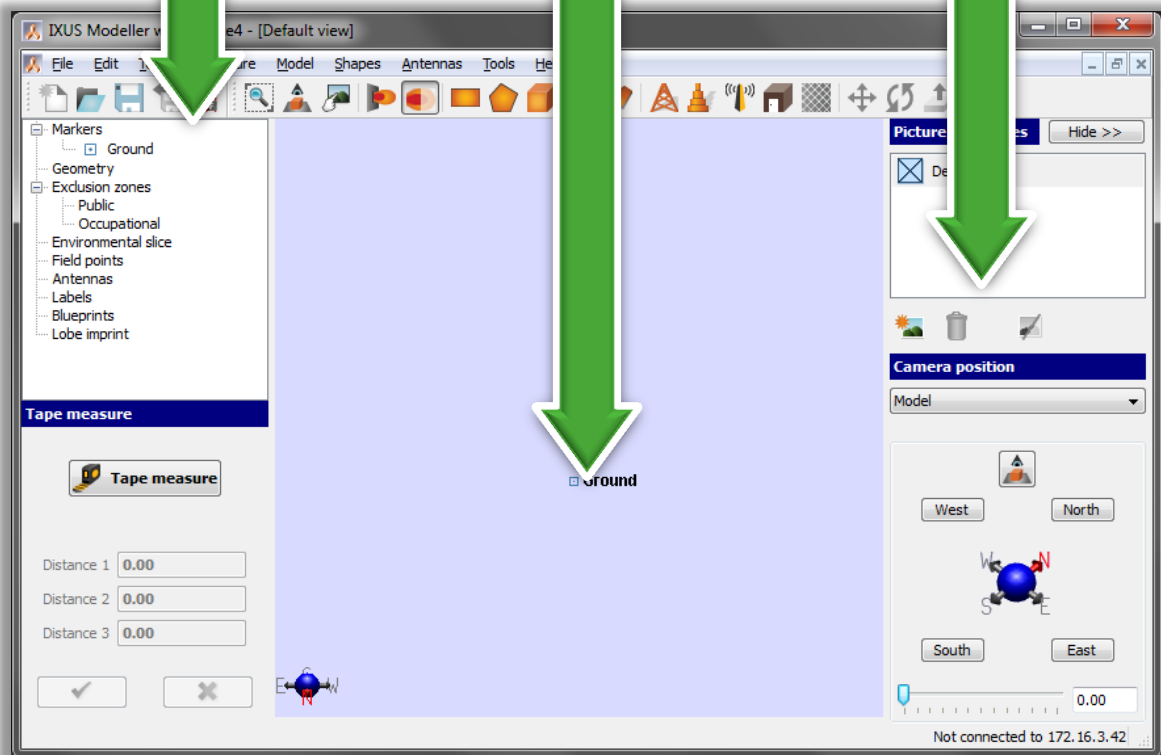 IXUS Modeller e4 - [Default view]
File Edit Model Shapes Antennas Tools
Markers
Ground
Geometry
Exclusion zones
Public
Occupational
Environmental slice
Field points
Antennas
Labels
Blueprints
Lobe imprint
Tape measure
Tape measure
Distance 1 0.00
Distance 2 0.00
Distance 3 0.00
E N W
Ground
Picture Hide >>
Camera position
Model
West North
W N
S E
South East
0.00
Not connected to 172.16.3.42